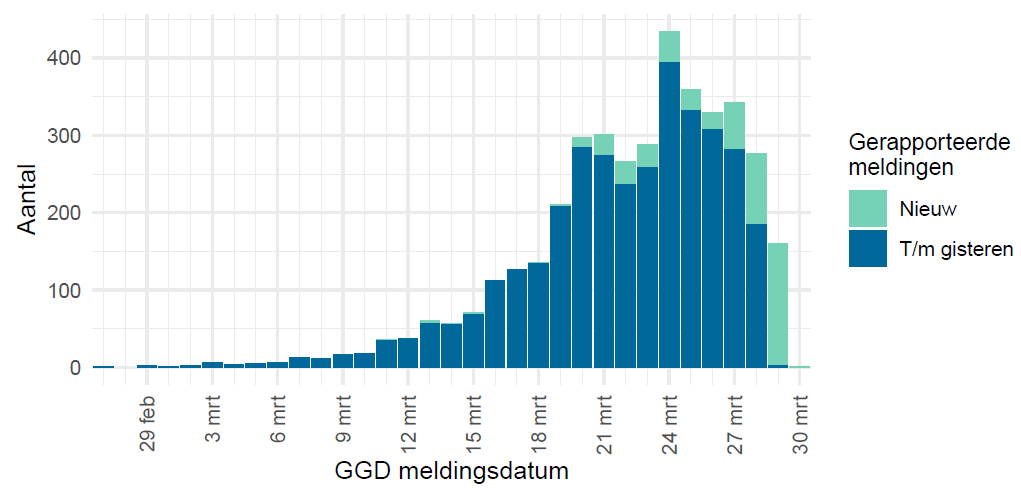 400
300
200
100
0
Aantal
29 feb
3 mrt
6 mrt
9 mrt
12 mrt
15 mrt
18 mrt
21 mrt
24 mrt
27 mrt
30 mrt
GGD meldingsdatum
Gerapporteerde
meldingen
Nieuw
T/m gisteren